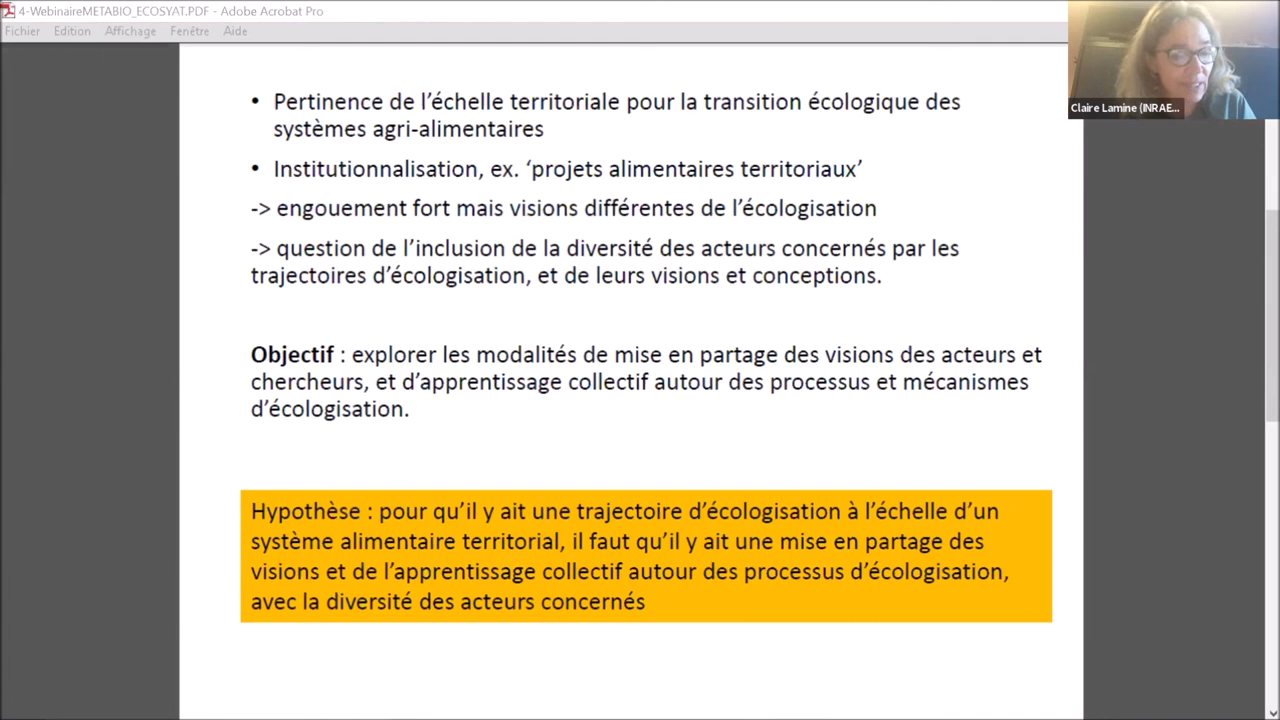 4-WebinaireMETABIO_ECOSYAT.PDF - Adobe Acrobat Pro
Fichier Edition Affichage Fenêtre Aide
Claire Lamine (INRAE...
• Pertinence de l’échelle territoriale pour la transition écologique des
systèmes agri-alimentaires
• Institutionnalisation, ex. ‘projets alimentaires territoriaux’
-> engouement fort mais visions différentes de l’écologisation
-> question de l’inclusion de la diversité des acteurs concernés par les
trajectoires d’écologisation, et de leurs visions et conceptions.
Objectif : explorer les modalités de mise en partage des visions des acteurs et
chercheurs, et d’apprentissage collectif autour des processus et mécanismes
d’écologisation.
Hypothèse : pour qu’il y ait une trajectoire d’écologisation à l’échelle d’un
système alimentaire territorial, il faut qu’il y ait une mise en partage des
visions et de l’apprentissage collectif autour des processus d’écologisation,
avec la diversité des acteurs concernés